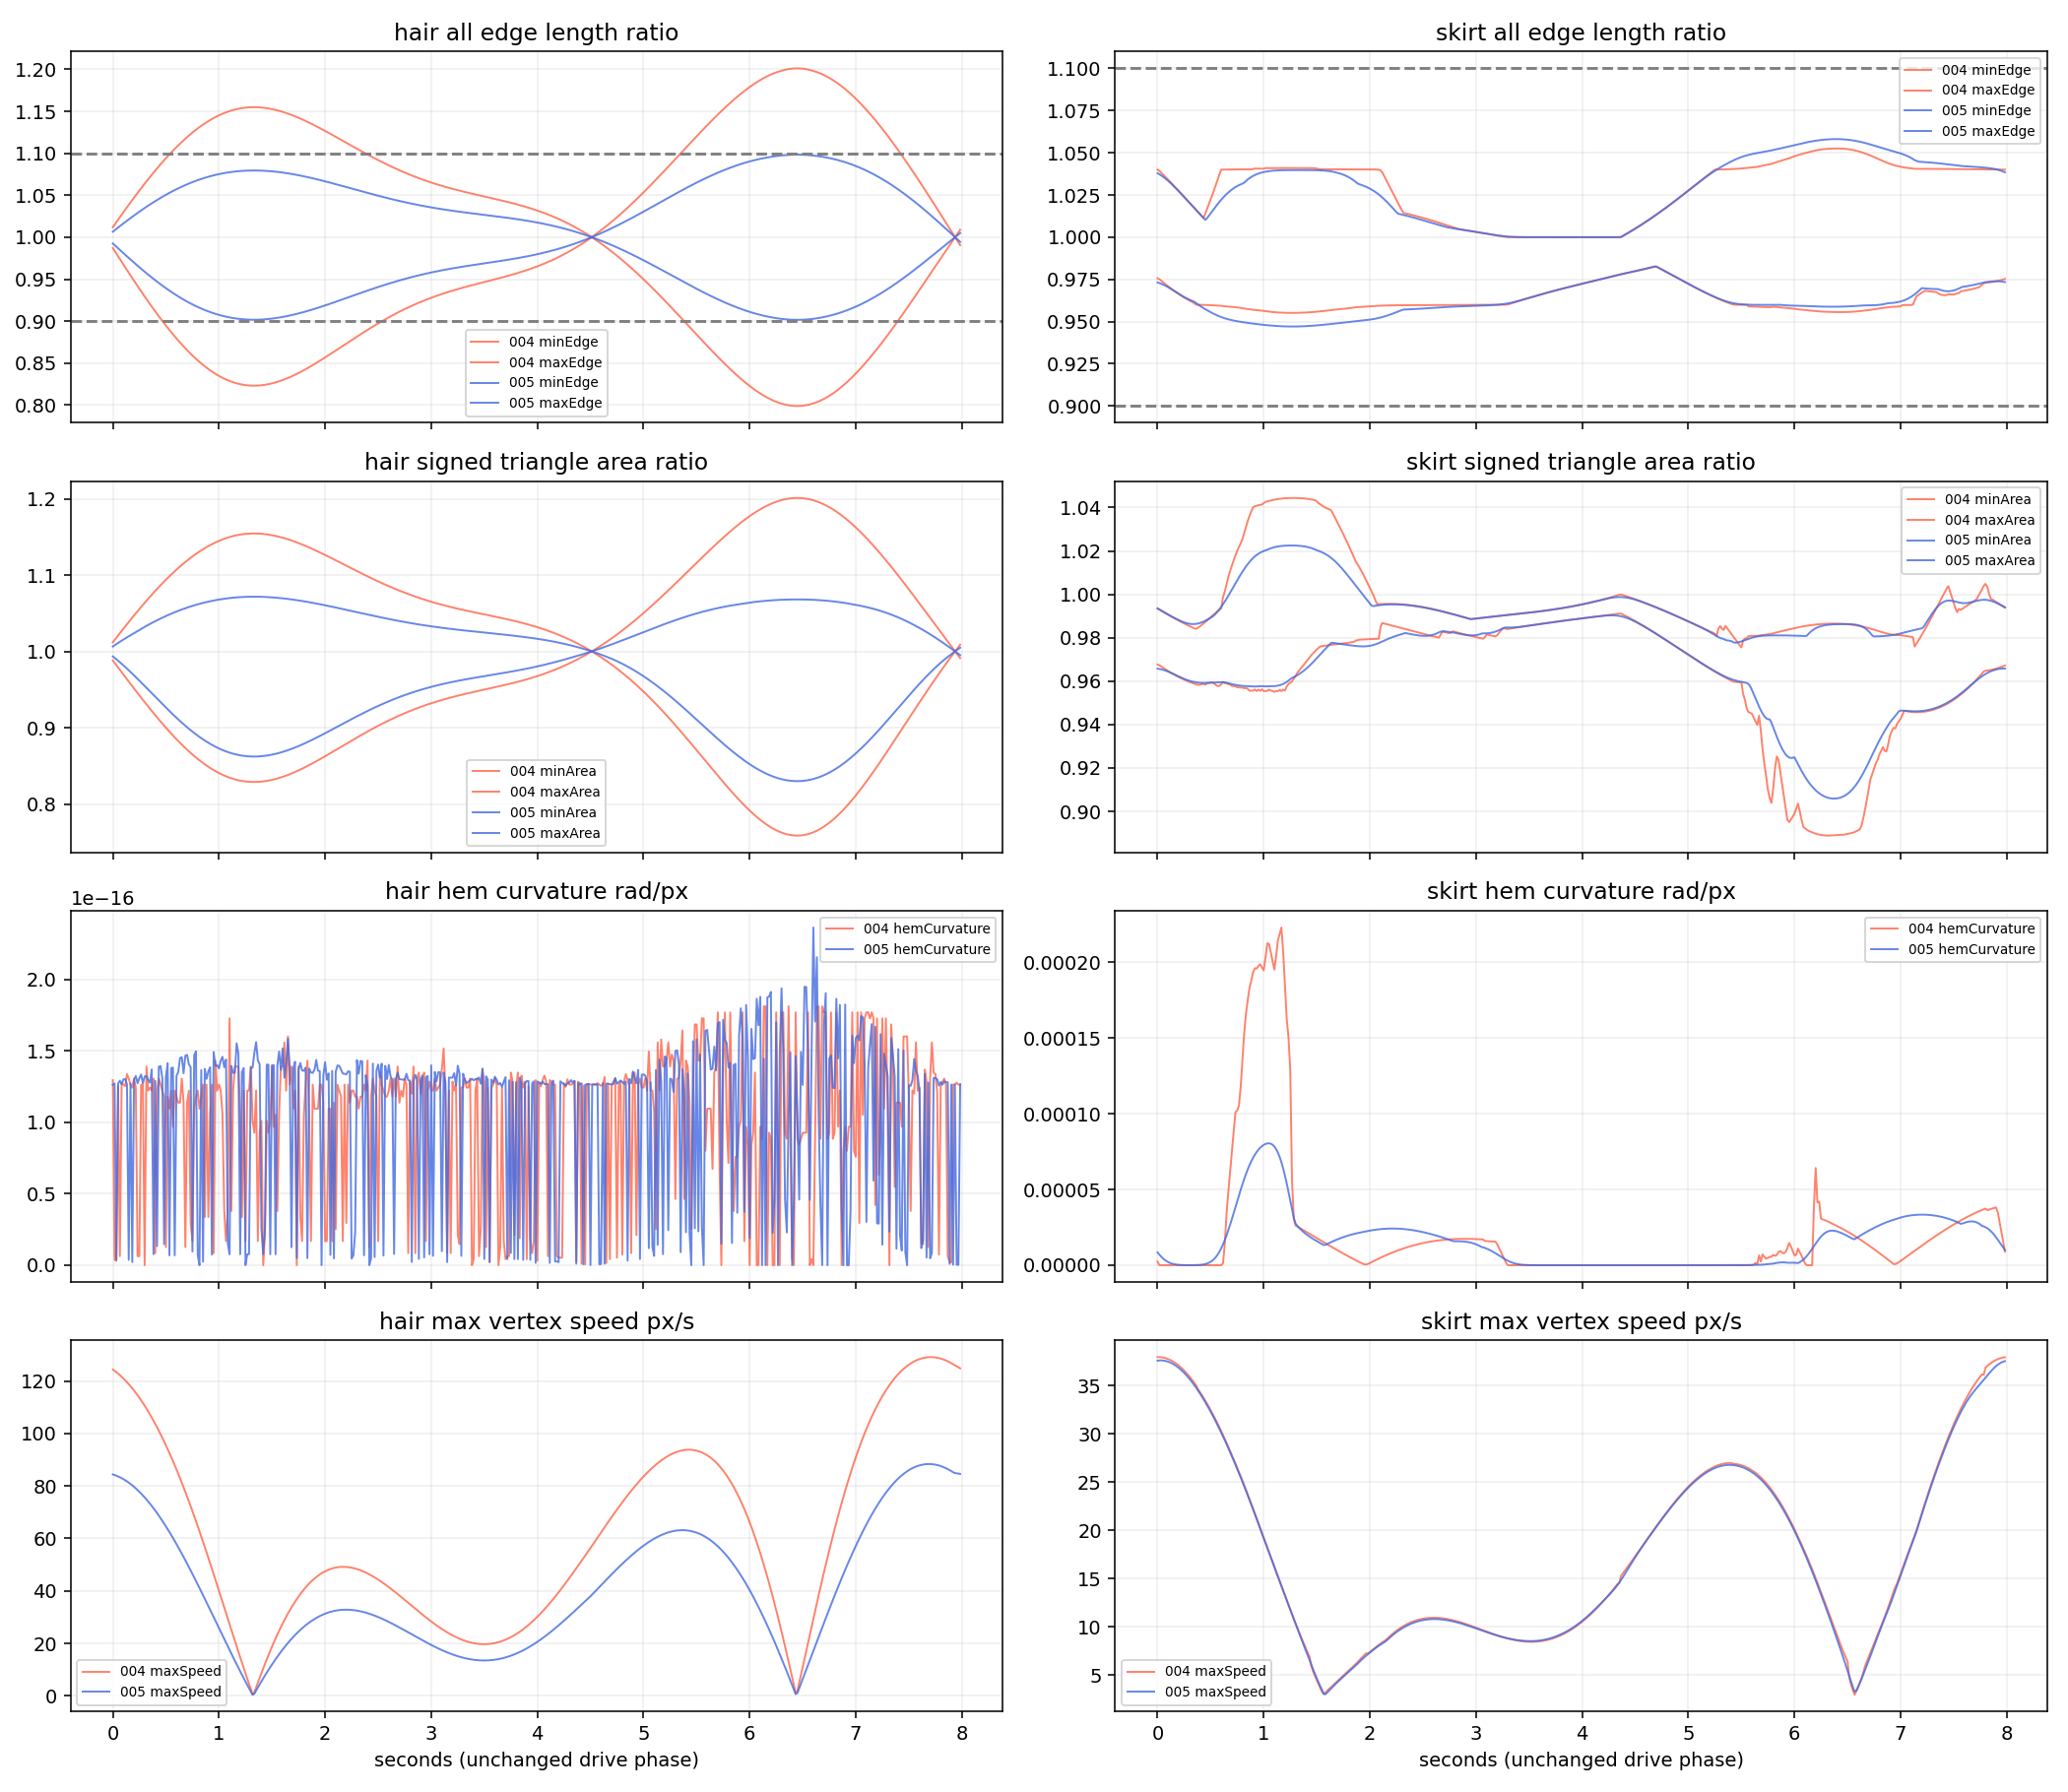 hair all edge length ratio
1.20
1.15
1.10
1.05
1.00
0.95
0.90
0.85
0.80
004 minEdge
004 maxEdge
005 minEdge
005 maxEdge
skirt all edge length ratio
1.100
1.075
1.050
1.025
1.000
0.975
0.950
0.925
0.900
004 minEdge
004 maxEdge
005 minEdge
005 maxEdge
hair signed triangle area ratio
1.2
1.1
1.0
0.9
0.8
004 minArea
004 maxArea
005 minArea
005 maxArea
skirt signed triangle area ratio
1.04
1.02
1.00
0.98
0.96
0.94
0.92
0.90
004 minArea
004 maxArea
005 minArea
005 maxArea
hair hem curvature rad/px
1e−16
2.0
1.5
1.0
0.5
0.0
004 hemCurvature
005 hemCurvature
skirt hem curvature rad/px
0.00020
0.00015
0.00010
0.00005
0.00000
004 hemCurvature
005 hemCurvature
hair max vertex speed px/s
120
100
80
60
40
20
0
004 maxSpeed
005 maxSpeed
0 1 2 3 4 5 6 7 8
seconds (unchanged drive phase)
skirt max vertex speed px/s
35
30
25
20
15
10
5
004 maxSpeed
005 maxSpeed
0 1 2 3 4 5 6 7 8
seconds (unchanged drive phase)